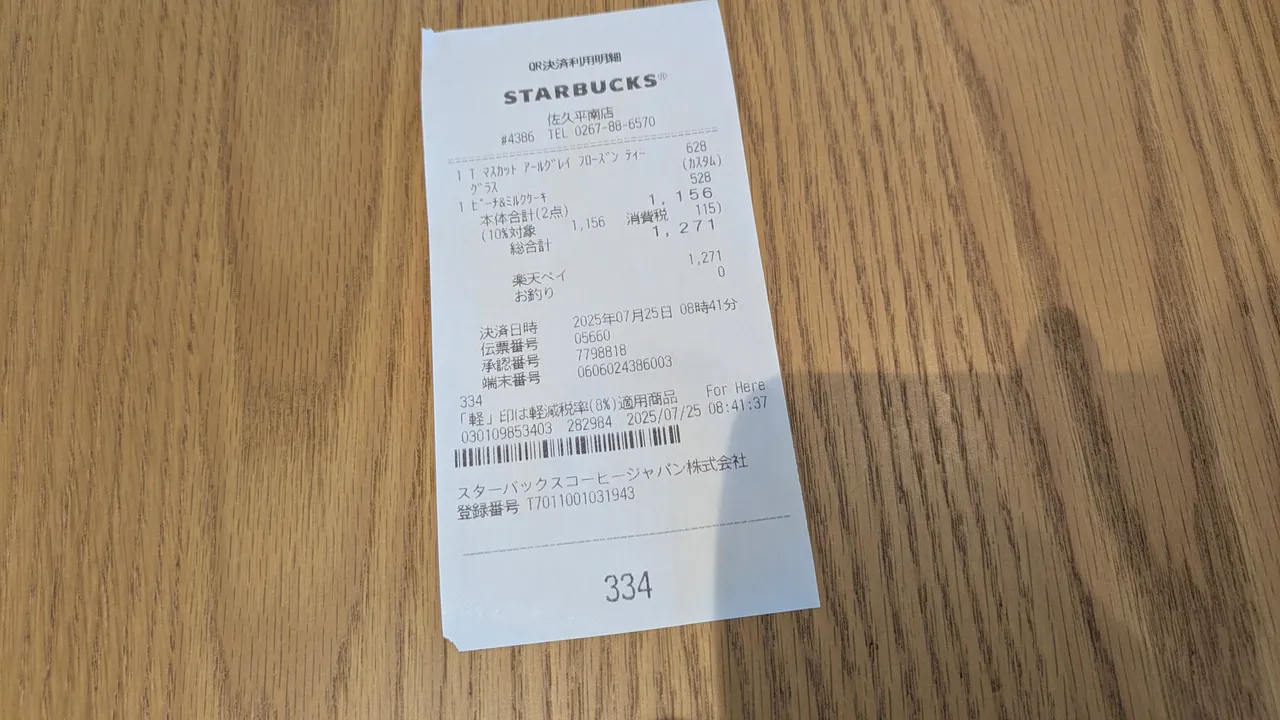 QR決済利用明細
STARBUCKS®
佐久平南店
#4386 TEL 0267-88-6570
1 T マスカット アールグレイ フローズン ティー 628
グラス (カスタム)
1 ピーチ&ミルクケーキ 528
本体合計(2点) 1,156
(10%対象 1,156 消費税 115)
総合計 1,271
楽天ペイ 1,271
お釣り 0
決済日時 2025年07月25日 08時41分
伝票番号 05660
承認番号 7798818
端末番号 0606024386003
334
「軽」印は軽減税率(8%)適用商品 For Here
030109853403 282984 2025/07/25 08:41:37
スターバックスコーヒージャパン株式会社
登録番号 T7011001031943
334